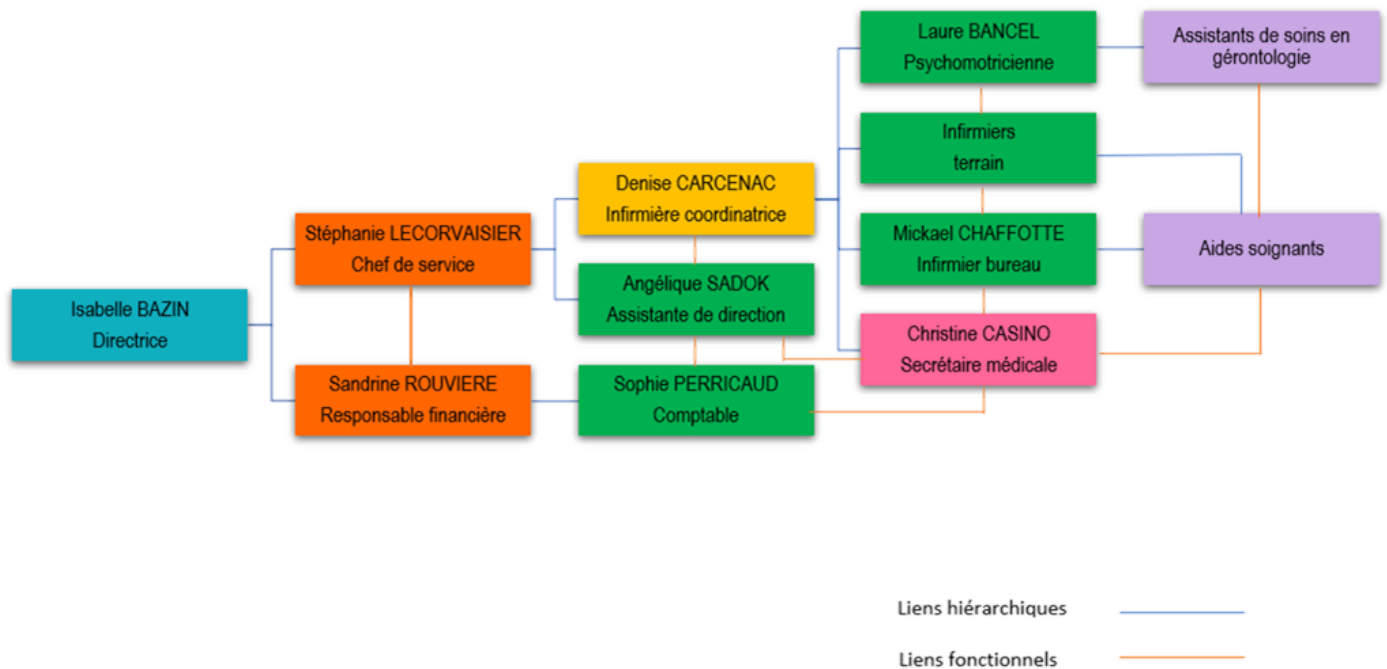 Isabelle BAZIN
Directrice
Stéphanie LECORVAISIER
Chef de service
Sandrine ROUVIERE
Responsable financière
Denise CARCENAC
Infirmière coordinatrice
Angélique SADOK
Assistante de direction
Sophie PERRICAUD
Comptable
Laure BANCEL
Psychomotricienne
Infirmiers
terrain
Mickael CHAFFOTTE
Infirmier bureau
Christine CASINO
Secrétaire médicale
Assistants de soins en
gérontologie
Aides soignants
Liens hiérarchiques
Liens fonctionnels